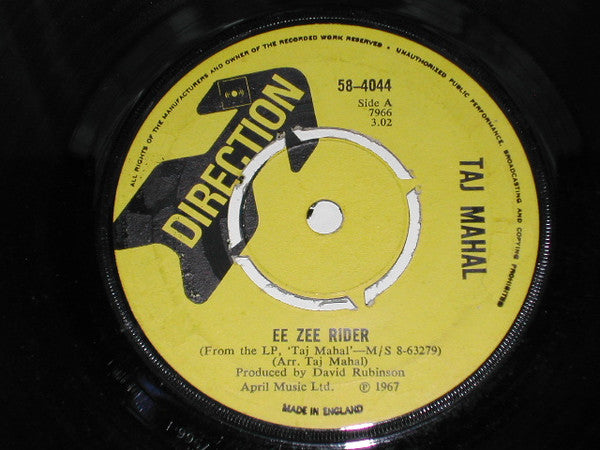 ALL RIGHTS OF THE MANUFACTURERS AND OWNER OF THE RECORDED WORK RESERVED • UNAUTHORIZED PUBLIC PERFORMANCE, BROADCASTING AND COPYING PROHIBITED
DIRECTION
58-4044
Side A
7966
3.02
TAJ MAHAL
EE ZEE RIDER
(From the LP, 'Taj Mahal'—M/S 8-63279)
(Arr. Taj Mahal)
Produced by David Rubinson
April Music Ltd. ℗ 1967
MADE IN ENGLAND